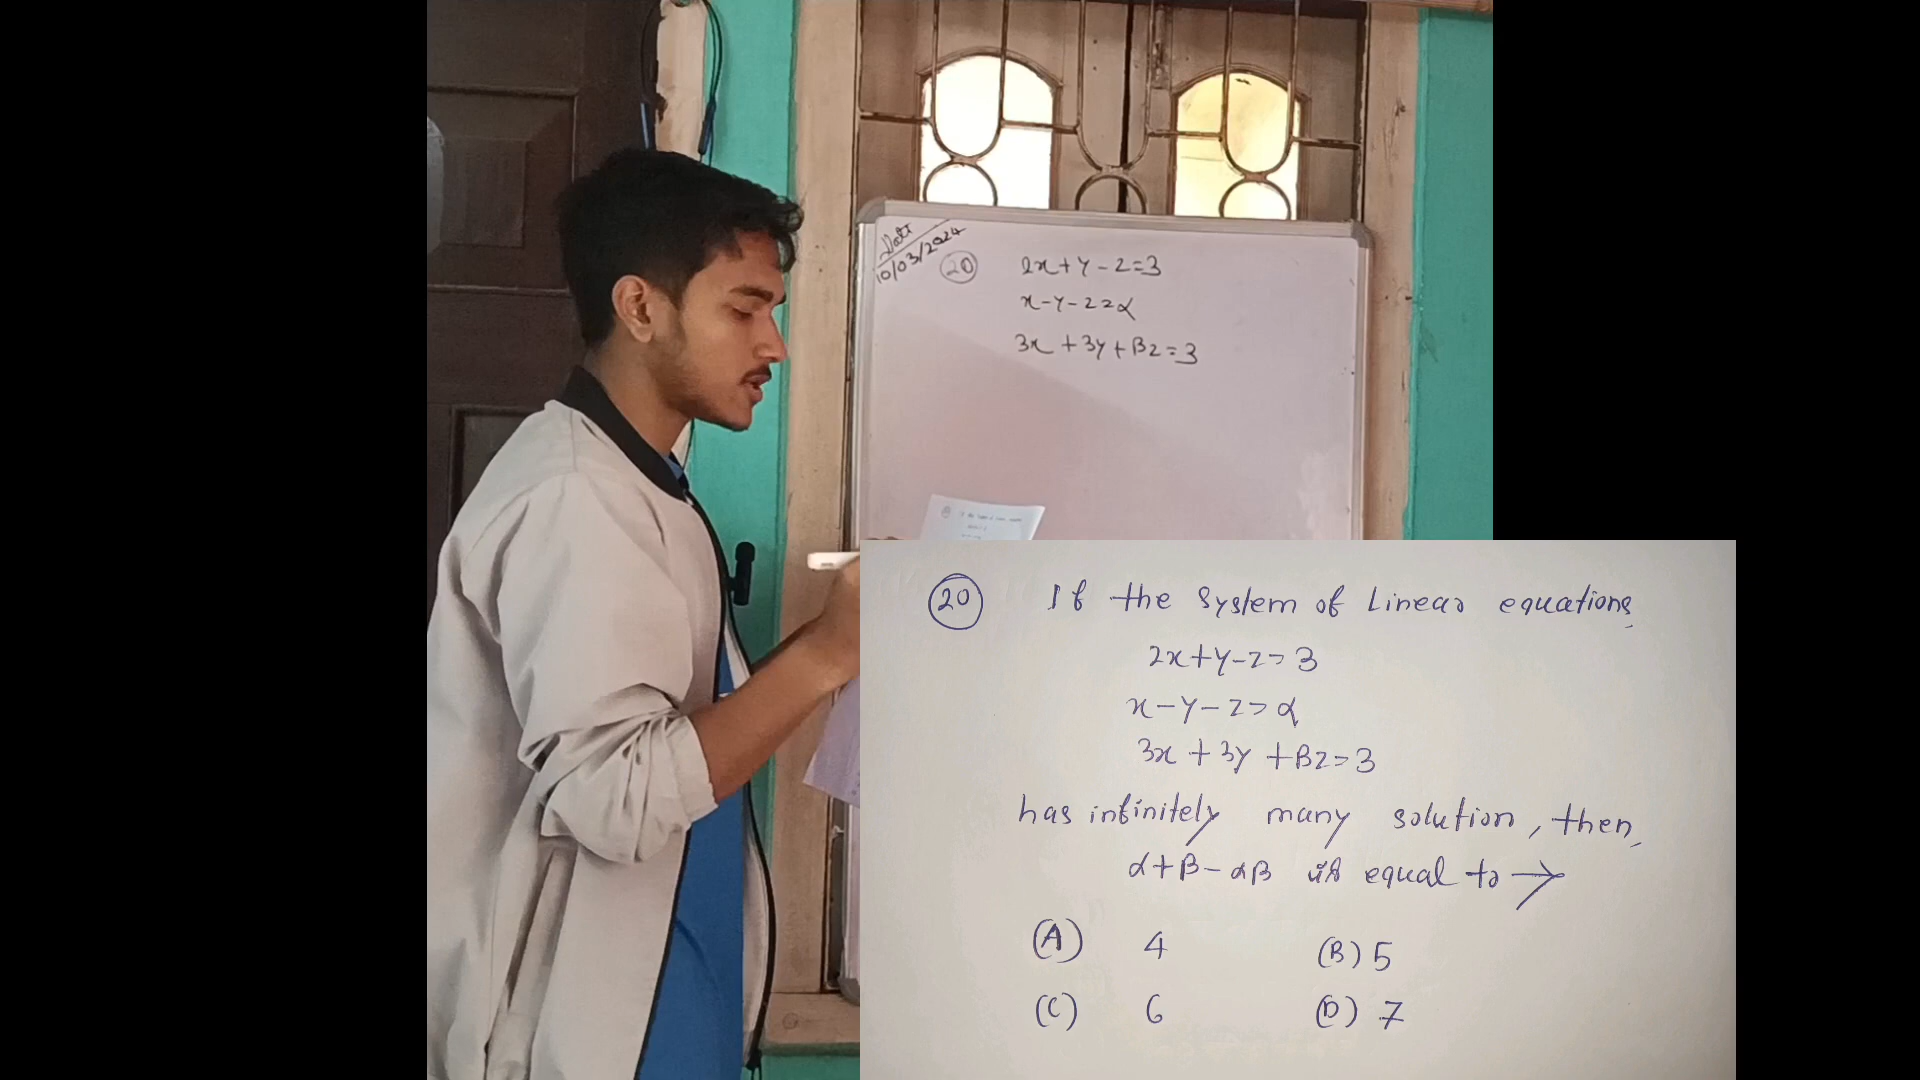 Date
10/03/2024
20
2x+y-z=3
x-y-z=α
3x+3y+βz=3
20 If the system of Linear equations,
2x+y-z=3
x-y-z=α
3x+3y+βz=3
has infinitely many solution, then,
α+β-αβ is equal to →
(A) 4 (B) 5
(C) 6 (D) 7